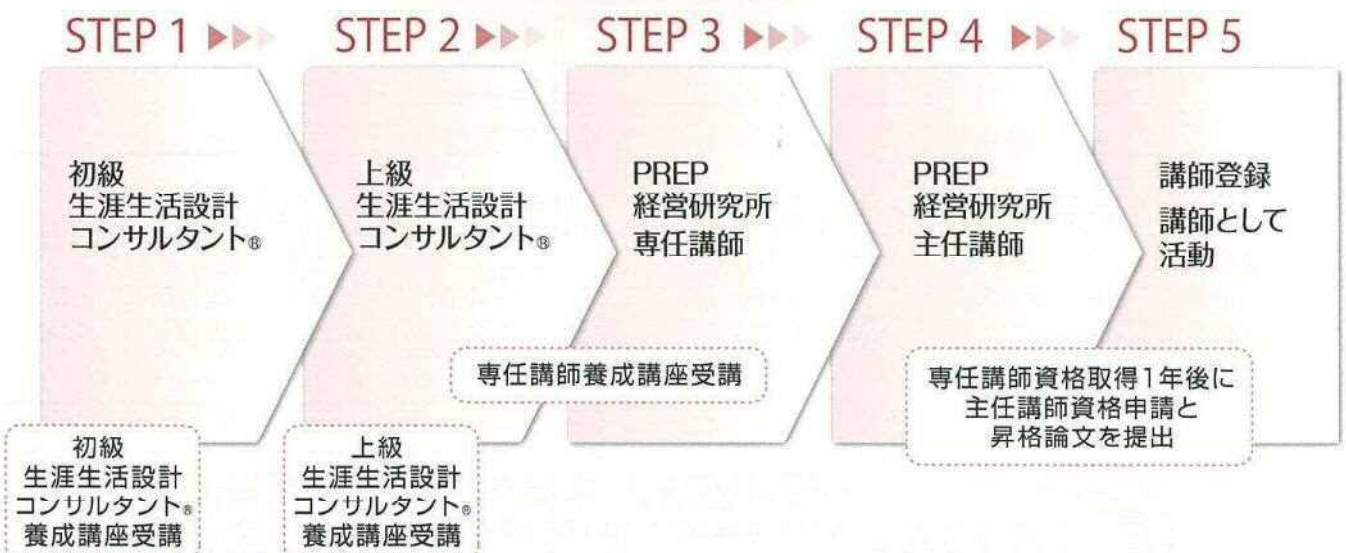 STEP 1
STEP 2
STEP 3
STEP 4
STEP 5
初級
生涯生活設計
コンサルタント®
上級
生涯生活設計
コンサルタント®
PREP
経営研究所
専任講師
PREP
経営研究所
主任講師
講師登録
講師として
活動
専任講師養成講座受講
専任講師資格取得1年後に
主任講師資格申請と
昇格論文を提出
初級
生涯生活設計
コンサルタント®
養成講座受講
上級
生涯生活設計
コンサルタント®
養成講座受講